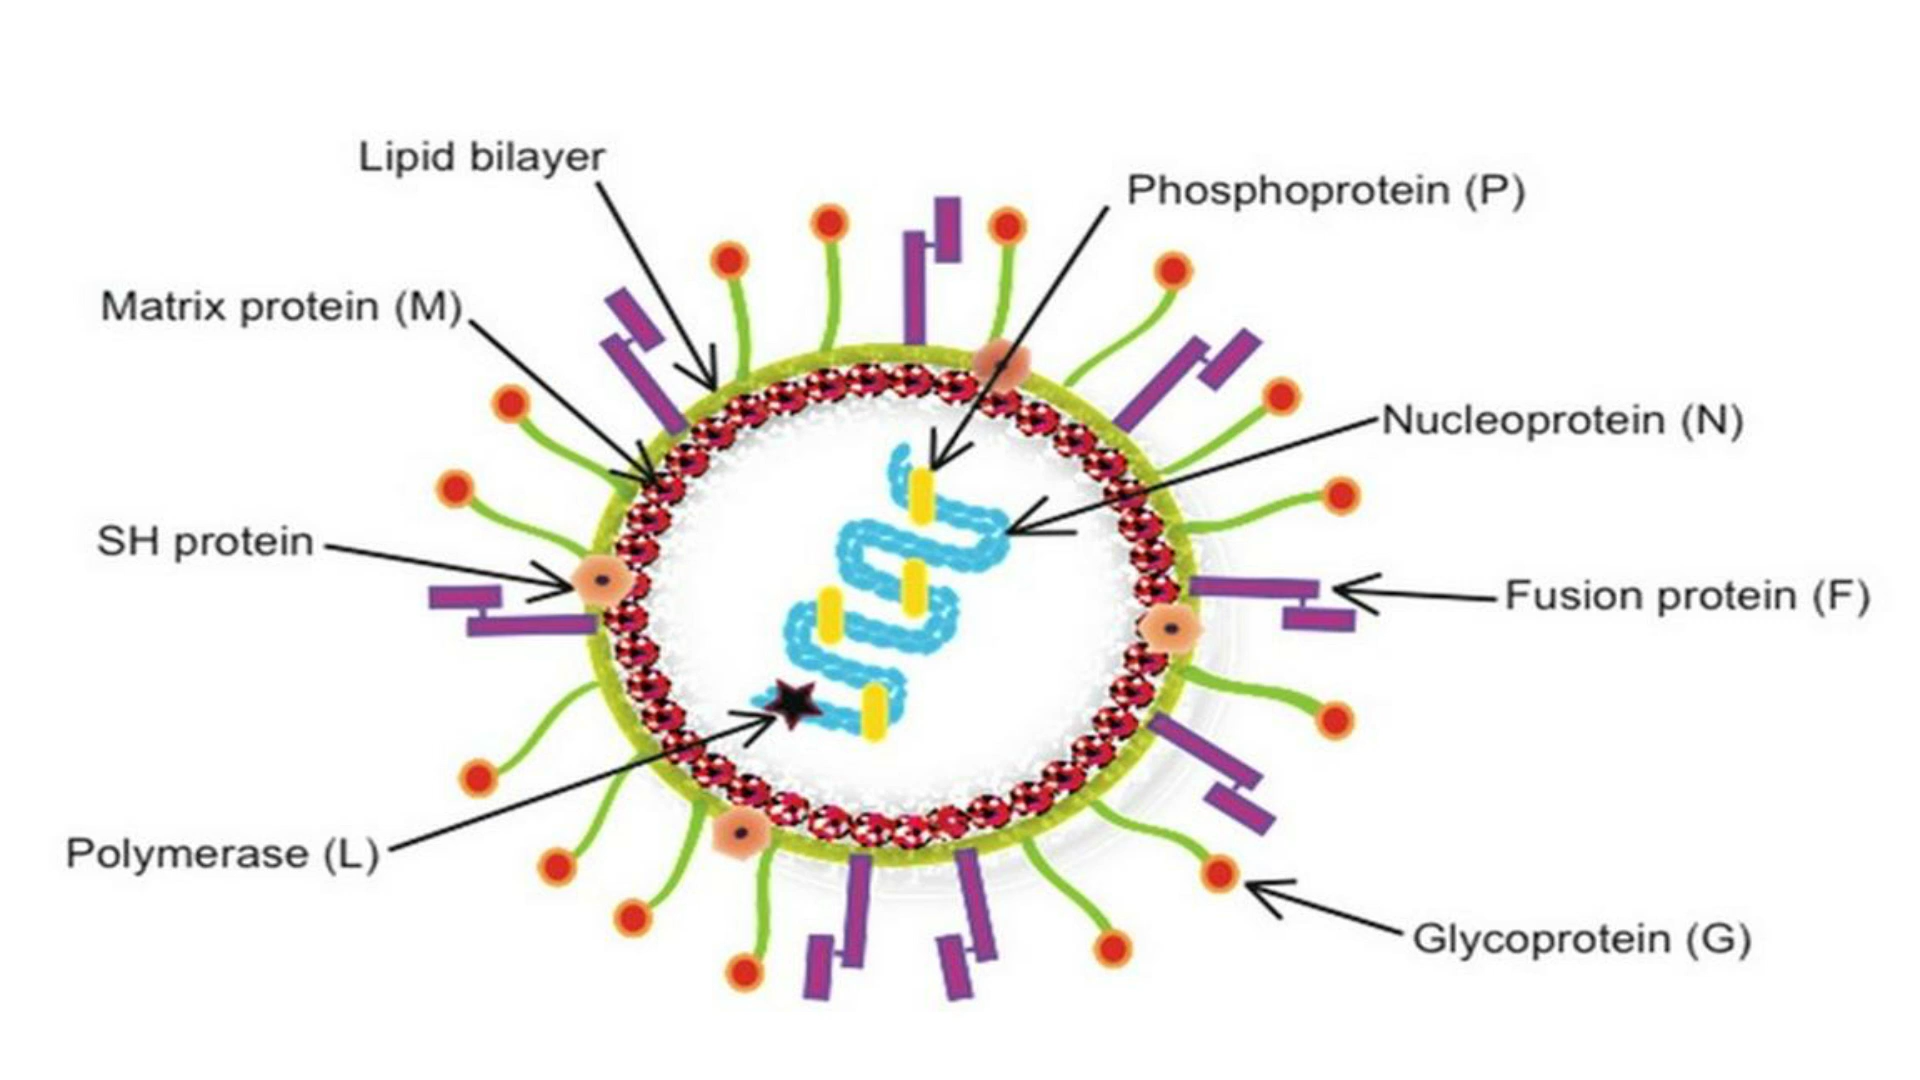 Lipid bilayer
Phosphoprotein (P)
Matrix protein (M)
Nucleoprotein (N)
SH protein
Fusion protein (F)
Polymerase (L)
Glycoprotein (G)